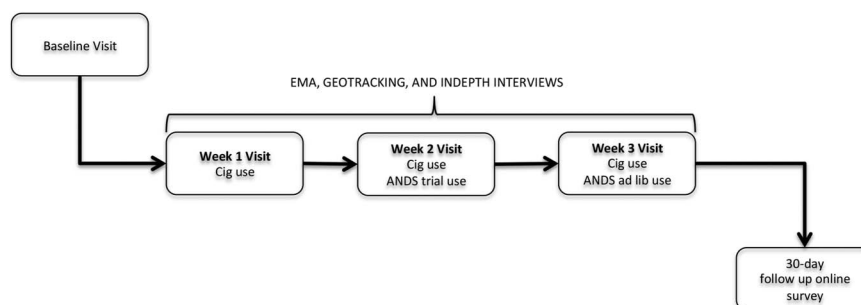 Baseline Visit
EMA, GEOTRACKING, AND INDEPTH INTERVIEWS
Week 1 Visit
Cig use
Week 2 Visit
Cig use
ANDS trial use
Week 3 Visit
Cig use
ANDS ad lib use
30-day
follow up online
survey